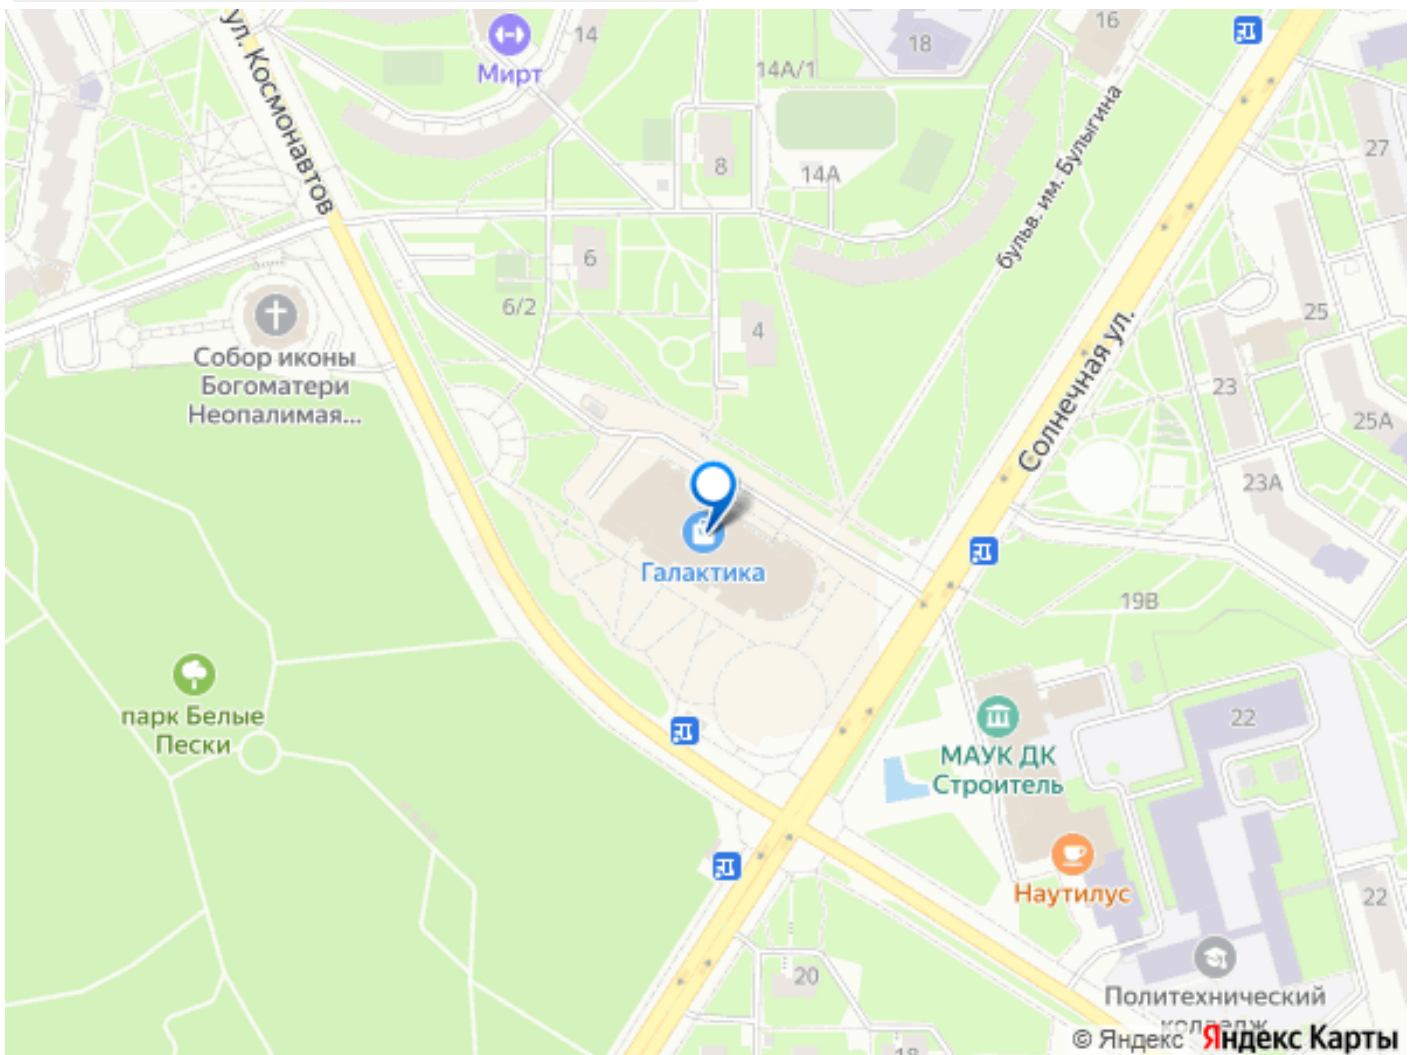 ул. Космонавтов
Мирт
14
18
16
14А/1
27
8
14А
бульв. им. Булыгина
6
6/2
4
25
Солнечная ул.
Собор иконы
Богоматери
Неопалимая...
23
25А
23А
Галактика
19В
парк Белые
Пески
22
МАУК ДК
Строитель
Наутилус
22
20
Политехнический
колледж
18
© Яндекс Яндекс Карты